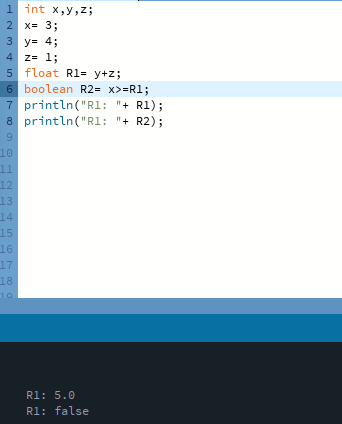 1 int x,y,z;
2 x= 3;
3 y= 4;
4 z= 1;
5 float R1= y+z;
6 boolean R2= x>=R1;
7 println("R1: "+ R1);
8 println("R1: "+ R2);
9
10
11
12
13
14
15
16
17
18
19
R1: 5.0
R1: false